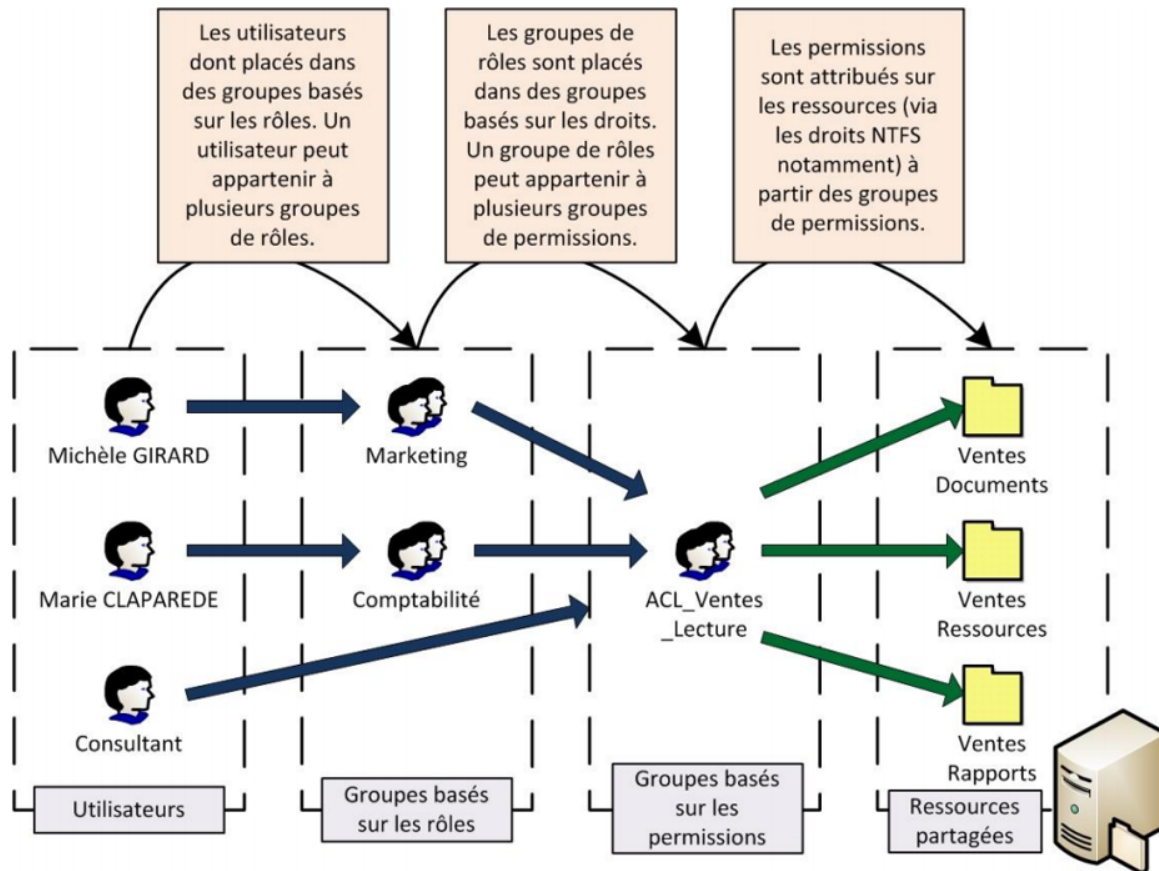 Les utilisateurs
dont placés dans
des groupes basés
sur les rôles. Un
utilisateur peut
appartenir à
plusieurs groupes
de rôles.
Les groupes de
rôles sont placés
dans des groupes
basés sur les droits.
Un groupe de rôles
peut appartenir à
plusieurs groupes
de permissions.
Les permissions
sont attribués sur
les ressources (via
les droits NTFS
notamment) à
partir des groupes
de permissions.
Michèle GIRARD
Marketing
Ventes
Documents
Marie CLAPAREDE
Comptabilité
ACL_Ventes
_Lecture
Ventes
Ressources
Consultant
Ventes
Rapports
Utilisateurs
Groupes basés
sur les rôles
Groupes basés
sur les
permissions
Ressources
partagées